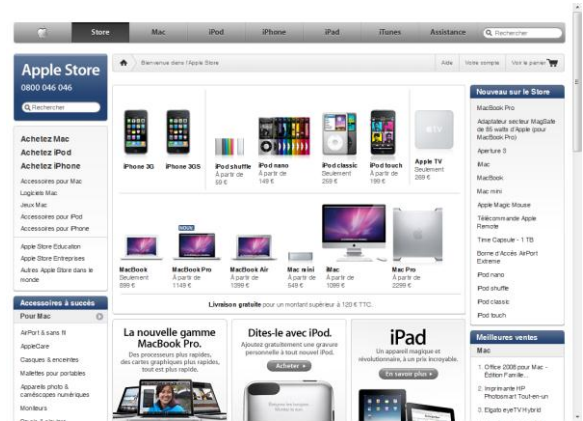 Store
Mac
iPod
iPhone
iPad
iTunes
Assistance
Rechercher
Apple Store
0800 046 046
Rechercher
Bienvenue dans l'Apple Store
Aide
Votre compte
Voir le panier
Achetez Mac
Achetez iPod
Achetez iPhone
Accessoires pour Mac
Logiciels Mac
Jeux Mac
Accessoires pour iPod
Accessoires pour iPhone
Apple Store Education
Apple Store Entreprises
Autres Apple Store dans le
monde
Accessoires à succès
Pour Mac
AirPort & sans fil
AppleCare
Casques & enceintes
Mallettes pour portables
Appareils photo &
caméscopes numériques
Moniteurs
iPhone 3G
iPhone 3GS
iPod shuffle
À partir de
59 €
iPod nano
À partir de
149 €
iPod classic
Seulement
iPod touch
À partir de
199 €
Apple TV
Seulement
269 €
NOUV.
MacBook
Seulement
899 €
MacBook Pro
À partir de
1149 €
MacBook Air
À partir de
1399 €
Mac mini
À partir de
549 €
iMac
À partir de
1099 €
Mac Pro
À partir de
2299 €
Livraison gratuite pour un montant supérieur à 120 € TTC.
La nouvelle gamme
MacBook Pro.
Des processeurs plus rapides,
des cartes graphiques plus rapides,
tout est plus rapide.
Dites-le avec iPod.
Ajoutez gratuitement une gravure
personnelle à tout nouvel iPod.
Acheter
iPad
Un appareil magique et
révolutionnaire, à un prix incroyable.
En savoir plus
Nouveau sur le Store
MacBook Pro
Adaptateur secteur MagSafe
de 85 watts d'Apple (pour
MacBook Pro)
Aperture 3
iMac
MacBook
Mac mini
Apple Magic Mouse
Télécommande Apple
Remote
Time Capsule - 1 TB
Borne d'Accès AirPort
Extreme
iPod nano
iPod shuffle
iPod classic
iPod touch
Meilleures ventes
Mac
1. Office 2008 pour Mac -
Édition Famille...
2. Imprimante HP
Photosmart Tout-en-un
3. Elgato eyeTV Hybrid